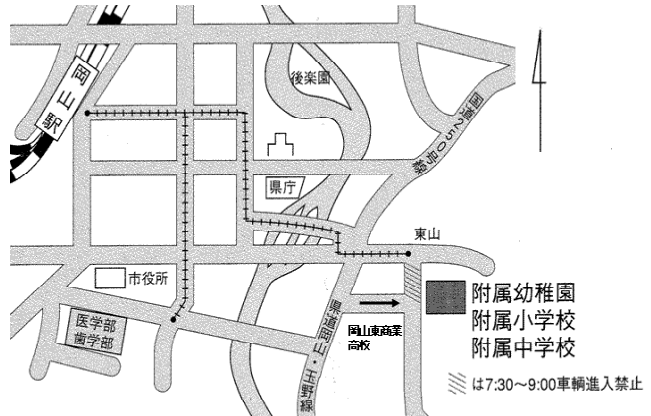 岡山駅
後楽園
国道250号線
県庁
東山
市役所
医学部
歯学部
県道岡山・玉野線
岡山東商業
高校
附属幼稚園
附属小学校
附属中学校
は7:30～9:00車輌進入禁止